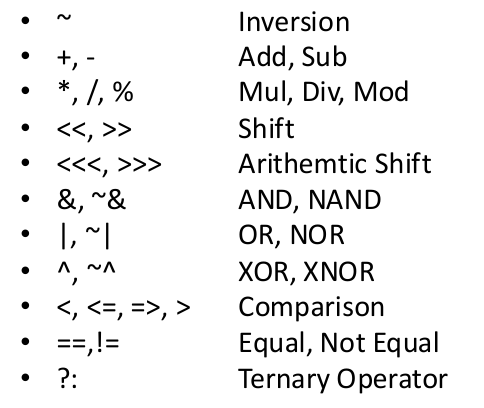 • ~ Inversion
• +, - Add, Sub
• *, /, % Mul, Div, Mod
• <<, >> Shift
• <<<, >>> Arithemtic Shift
• &, ~& AND, NAND
• |, ~| OR, NOR
• ^, ~^ XOR, XNOR
• <, <=, =>, > Comparison
• ==,!= Equal, Not Equal
• ?: Ternary Operator